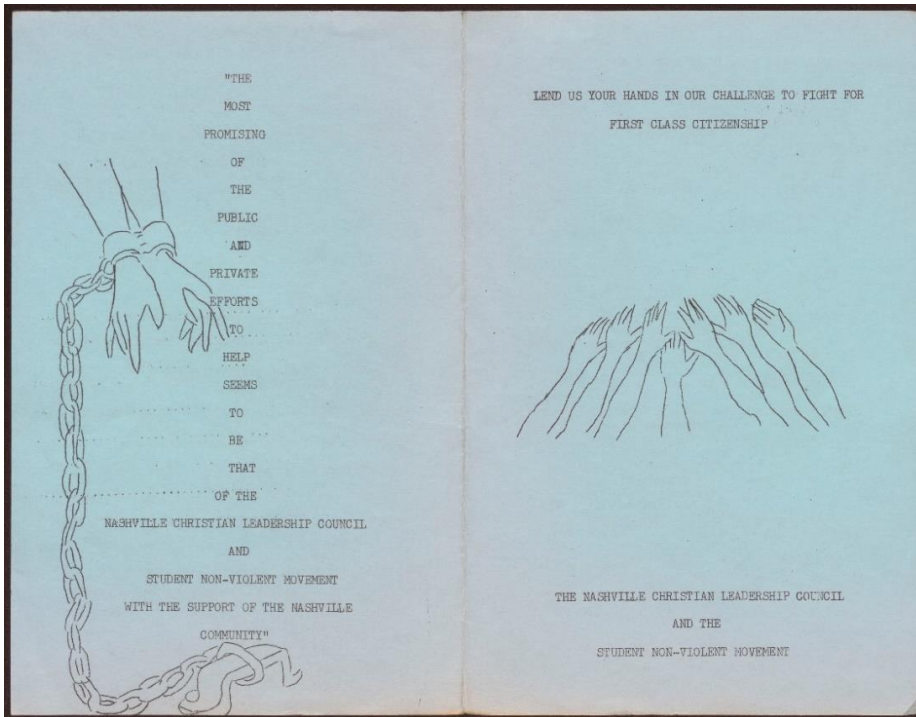 "THE
MOST
PROMISING
OF
THE
PUBLIC
AND
PRIVATE
EFFORTS
TO
HELP
SEEMS
TO
BE
THAT
OF THE
NASHVILLE CHRISTIAN LEADERSHIP COUNCIL
AND
STUDENT NON-VIOLENT MOVEMENT
WITH THE SUPPORT OF THE NASHVILLE
COMMUNITY"
LEND US YOUR HANDS IN OUR CHALLENGE TO FIGHT FOR
FIRST CLASS CITIZENSHIP
THE NASHVILLE CHRISTIAN LEADERSHIP COUNCIL
AND THE
STUDENT NON-VIOLENT MOVEMENT